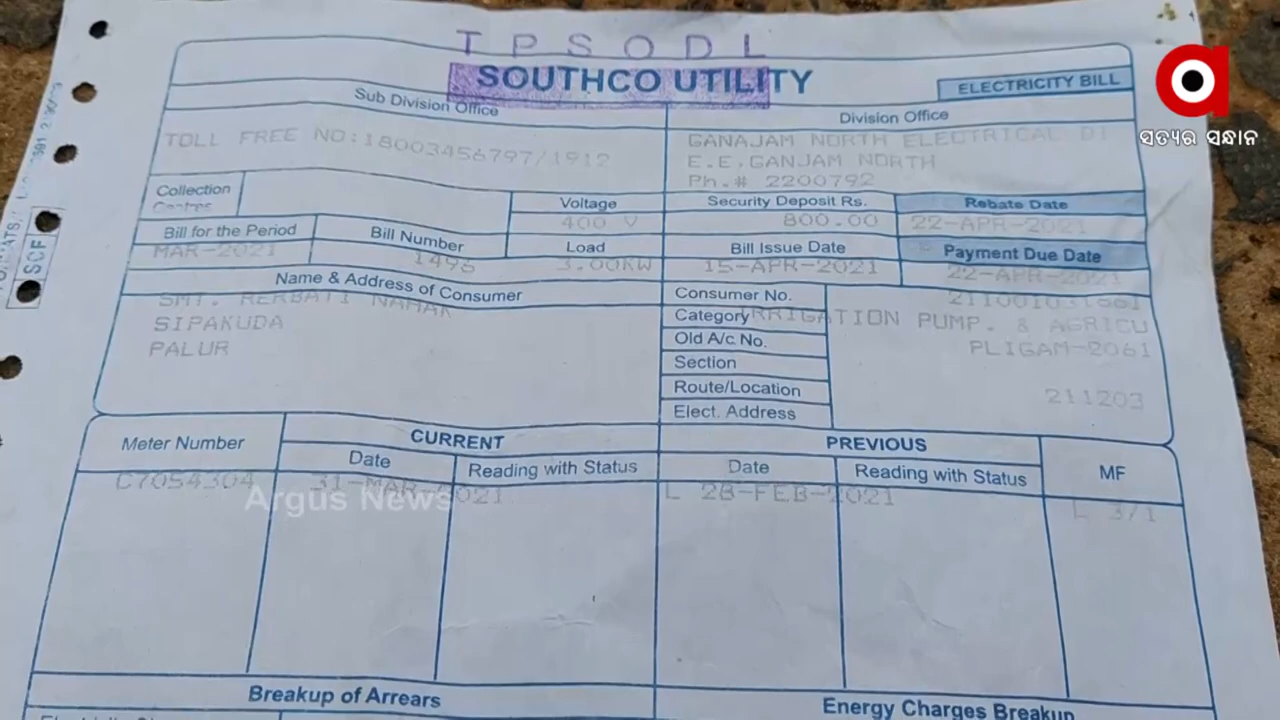 TPSODL
SOUTHCO UTILITY
ELECTRICITY BILL
ସତ୍ୟର ସନ୍ଧାନ
Sub Division Office
Division Office
TOLL FREE NO:18003456797/1912
GANAJAM NORTH ELECTRICAL DI
E.E,GANJAM NORTH
Ph.# 2200792
Collection
Centres
Voltage
Security Deposit Rs.
Rebate Date
400 V
800.00
22-APR-2021
Bill for the Period
Bill Number
Load
Bill Issue Date
Payment Due Date
MAR-2021
1496
3.00KW
15-APR-2021
22-APR-2021
Name & Address of Consumer
SIPAKUDA
PALUR
Consumer No.
Category
IRRIGATION PUMP. & AGRICU
Old A/c No.
PLIGAM-2061
Section
Route/Location
211203
Elect. Address
Meter Number
CURRENT
PREVIOUS
MF
Date
Reading with Status
Date
Reading with Status
C7054304
31-MAR-2021
L 28-FEB-2021
L 3/1
Argus News
Breakup of Arrears
Energy Charges Breakup